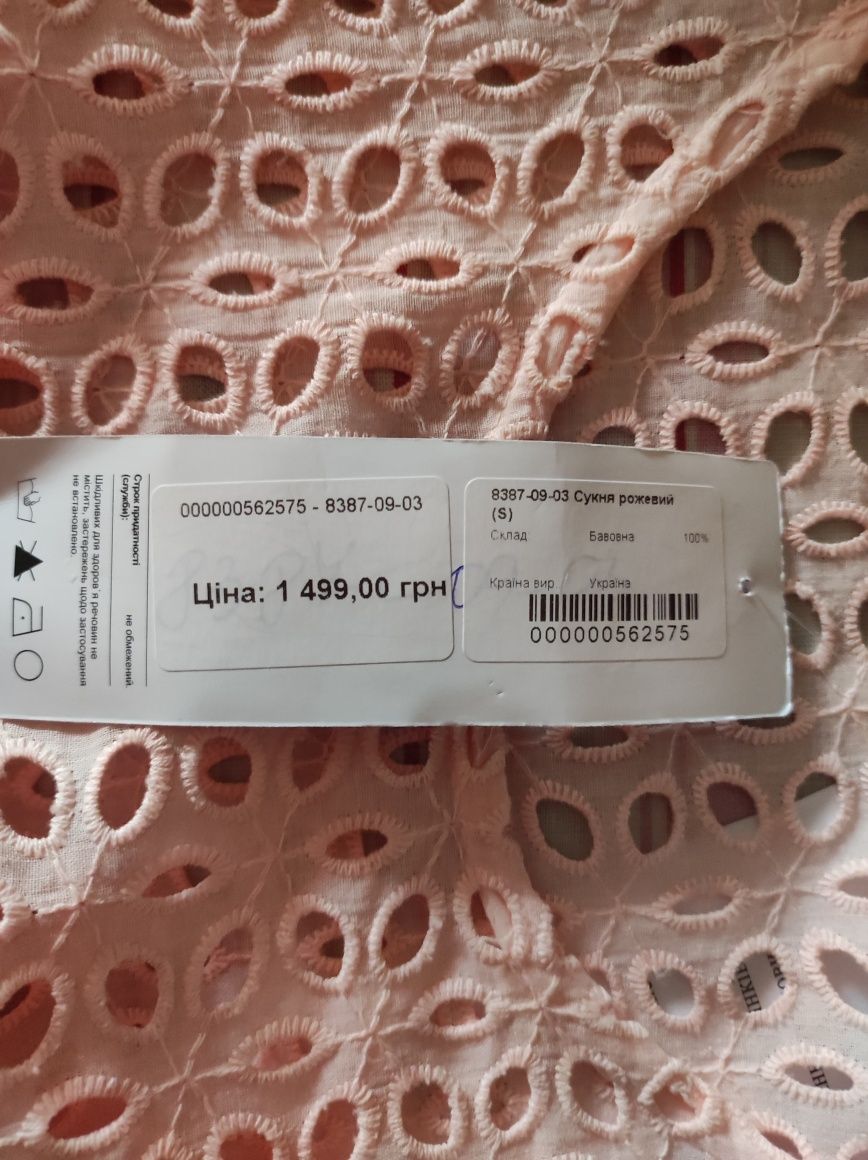 000000562575 - 8387-09-03
Ціна: 1 499,00 грн
8387-09-03 Сукня рожевий
(S)
Склад Бавовна 100%
Країна вир. Україна
000000562575
Строк придатності
(служби): не обмежений.
Шкідливих для здоров'я речовин не
містить, застережень щодо застосування
не встановлено.